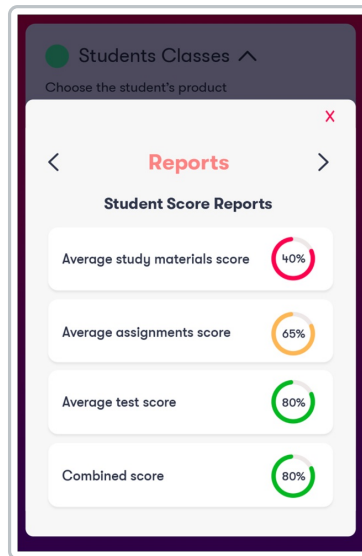 Students Classes
Choose the student's product
X
Reports
Student Score Reports
Average study materials score
40%
Average assignments score
65%
Average test score
80%
Combined score
80%